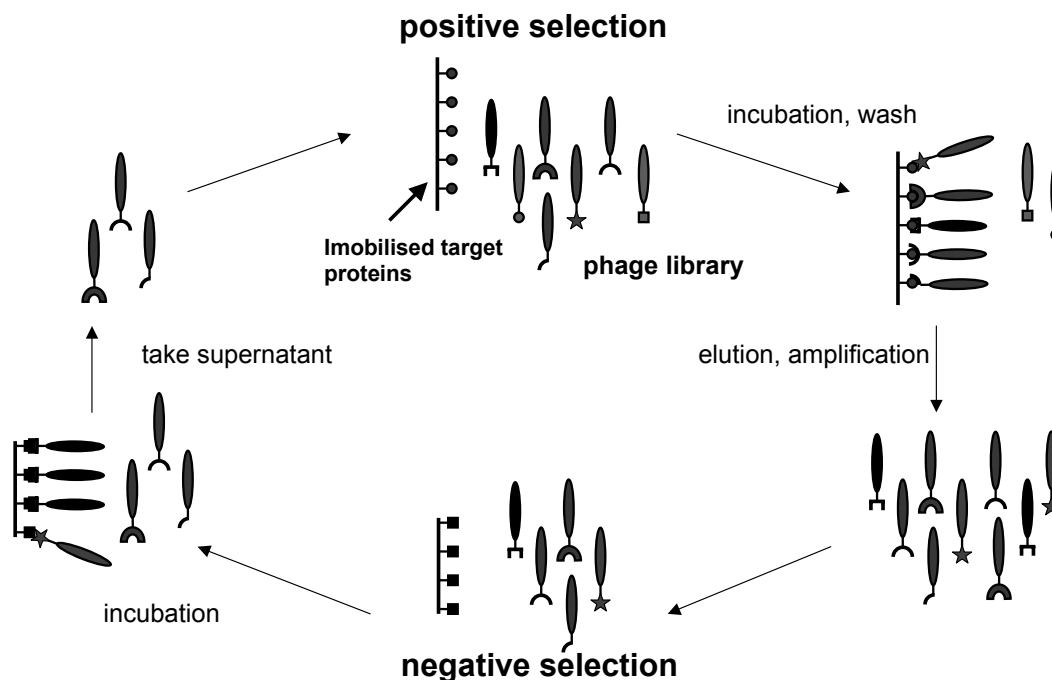 positive selection
incubation, wash
Imobilised target
proteins
phage library
take supernatant
elution, amplification
incubation
negative selection